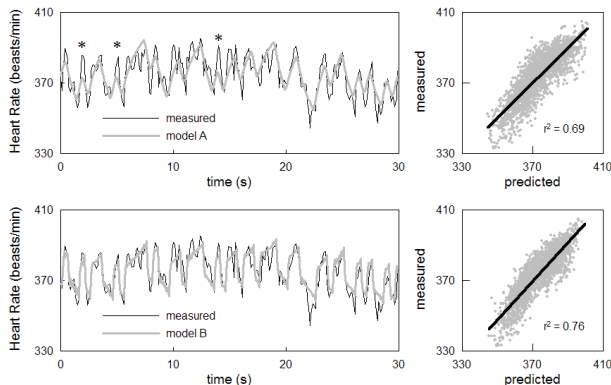 Heart Rate (beasts/min)
410
370
330
* * *
measured
model A
0 10 20 30
time (s)
measured
410
370
330
r² = 0.69
330 370 410
predicted
Heart Rate (beasts/min)
410
370
330
measured
model B
0 10 20 30
time (s)
measured
410
370
330
r² = 0.76
330 370 410
predicted